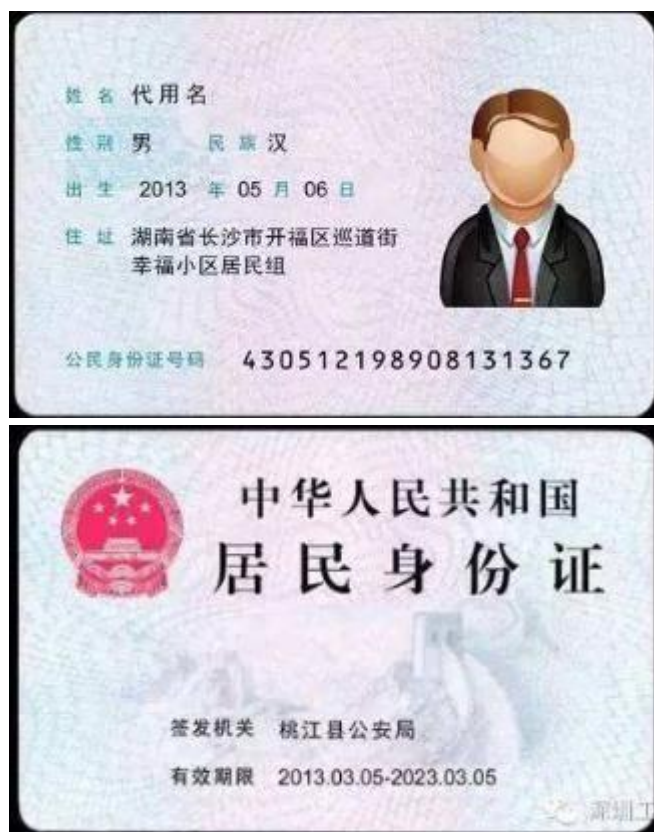 姓名 代用名
性别 男 民族 汉
出生 2013 年 05 月 06 日
住址 湖南省长沙市开福区巡道街
幸福小区居民组
公民身份证号码 430512198908131367
中华人民共和国
居民身份证
签发机关 桃江县公安局
有效期限 2013.03.05-2023.03.05
深圳工